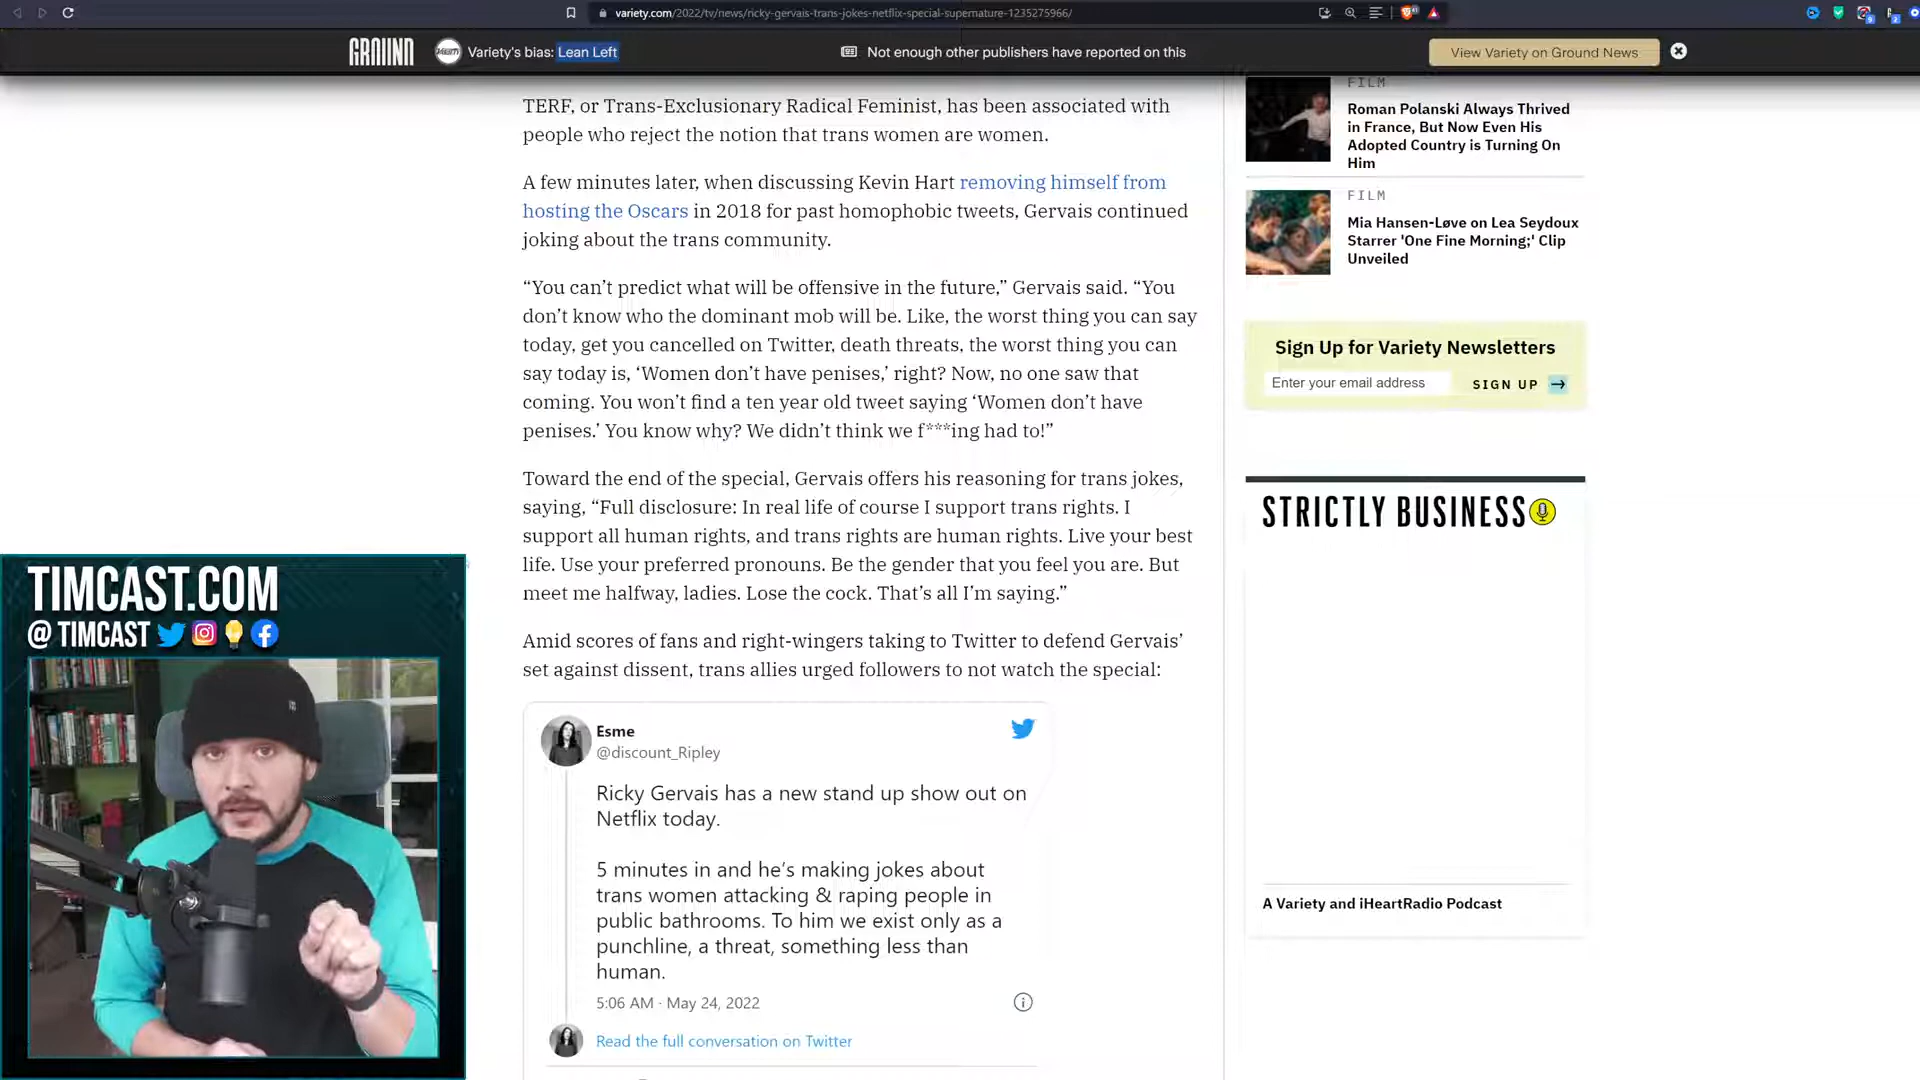 variety.com/2022/tv/news/ricky-gervais-trans-jokes-netflix-special-supernature-1235275966/
GROUND
VARIETY
Variety's bias: Lean Left
Not enough other publishers have reported on this
View Variety on Ground News
TERF, or Trans-Exclusionary Radical Feminist, has been associated with
people who reject the notion that trans women are women.
A few minutes later, when discussing Kevin Hart removing himself from
hosting the Oscars in 2018 for past homophobic tweets, Gervais continued
joking about the trans community.
“You can’t predict what will be offensive in the future,” Gervais said. “You
don’t know who the dominant mob will be. Like, the worst thing you can say
today, get you cancelled on Twitter, death threats, the worst thing you can
say today is, ‘Women don’t have penises,’ right? Now, no one saw that
coming. You won’t find a ten year old tweet saying ‘Women don’t have
penises.’ You know why? We didn’t think we f***ing had to!”
Toward the end of the special, Gervais offers his reasoning for trans jokes,
saying, “Full disclosure: In real life of course I support trans rights. I
support all human rights, and trans rights are human rights. Live your best
life. Use your preferred pronouns. Be the gender that you feel you are. But
meet me halfway, ladies. Lose the cock. That’s all I’m saying.”
Amid scores of fans and right-wingers taking to Twitter to defend Gervais’
set against dissent, trans allies urged followers to not watch the special:
Esme
@discount_Ripley
Ricky Gervais has a new stand up show out on
Netflix today.
5 minutes in and he’s making jokes about
trans women attacking & raping people in
public bathrooms. To him we exist only as a
punchline, a threat, something less than
human.
5:06 AM · May 24, 2022
Read the full conversation on Twitter
FILM
Roman Polanski Always Thrived
in France, But Now Even His
Adopted Country is Turning On
Him
FILM
Mia Hansen-Løve on Lea Seydoux
Starrer 'One Fine Morning;' Clip
Unveiled
Sign Up for Variety Newsletters
Enter your email address
SIGN UP
STRICTLY BUSINESS
A Variety and iHeartRadio Podcast
TIMCAST.COM
@ TIMCAST